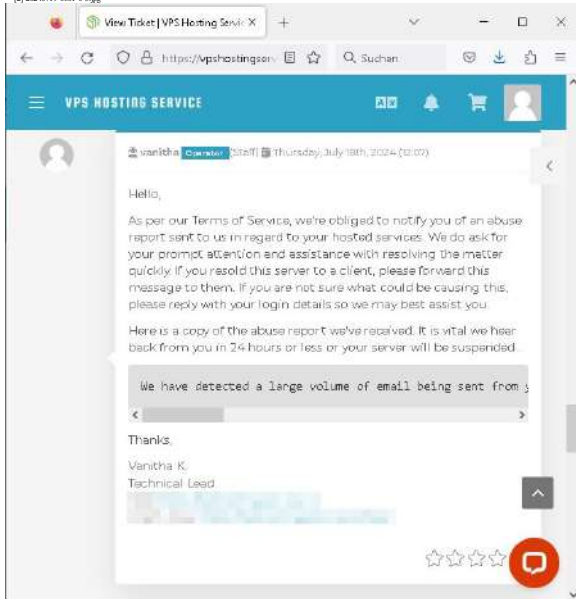 View Ticket | VPS Hosting Servic
https://vpshostingserv
Suchen
VPS HOSTING SERVICE
vanitha Operator (Staff) Thursday, July 18th, 2024 (12:07)
Hello,
As per our Terms of Service, we're obliged to notify you of an abuse
report sent to us in regard to your hosted services. We do ask for
your prompt attention and assistance with resolving the matter
quickly. If you resold this server to a client, please forward this
message to them. If you are not sure what could be causing this,
please reply with your login details so we may best assist you.
Here is a copy of the abuse report we've received. It is vital we hear
back from you in 24 hours or less or your server will be suspended.
We have detected a large volume of email being sent from
Thanks,
Vanitha K.
Technical Lead